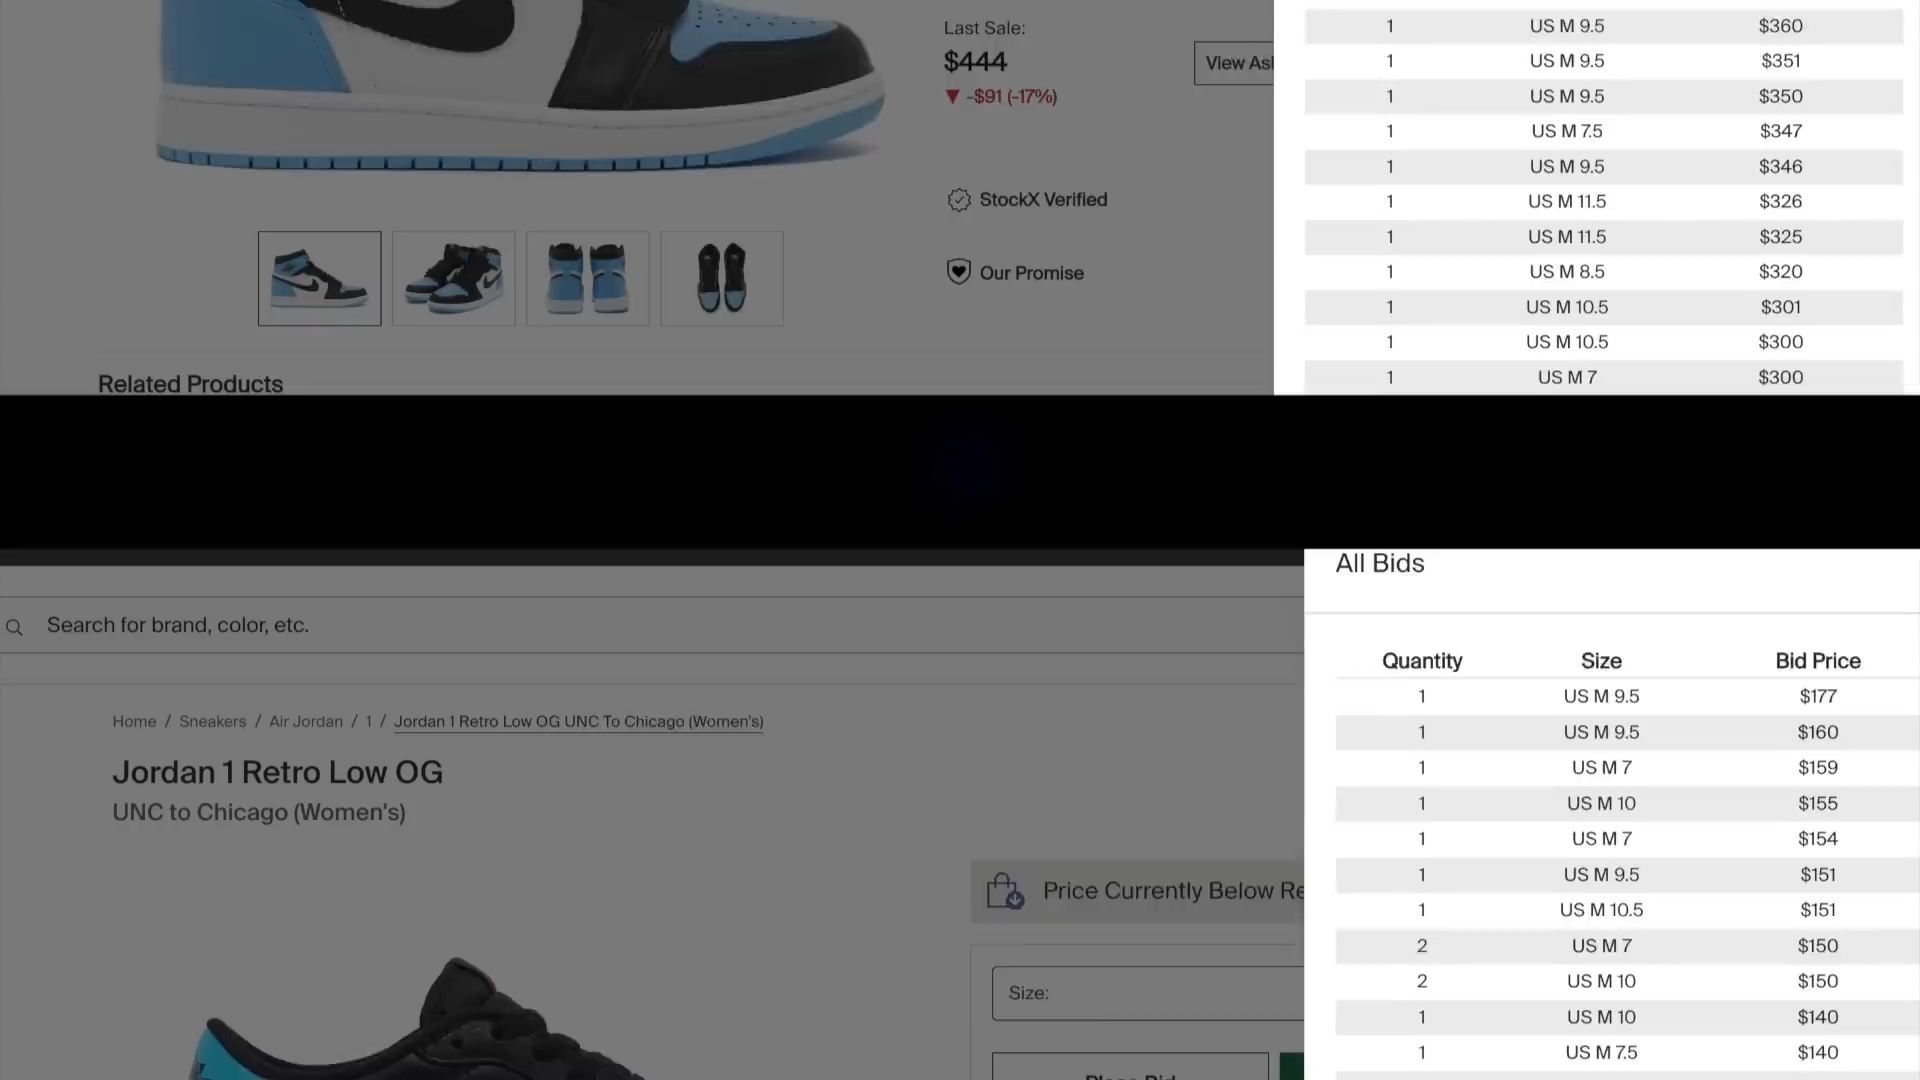 Last Sale:
$444
-$91 (-17%)
View Asl
StockX Verified
Our Promise
Related Products
1 US M 9.5 $360
1 US M 9.5 $351
1 US M 9.5 $350
1 US M 7.5 $347
1 US M 9.5 $346
1 US M 11.5 $326
1 US M 11.5 $325
1 US M 8.5 $320
1 US M 10.5 $301
1 US M 10.5 $300
1 US M 7 $300
Search for brand, color, etc.
Home / Sneakers / Air Jordan / 1 / Jordan 1 Retro Low OG UNC To Chicago (Women's)
Jordan 1 Retro Low OG
UNC to Chicago (Women's)
Price Currently Below Re
Size:
All Bids
Quantity Size Bid Price
1 US M 9.5 $177
1 US M 9.5 $160
1 US M 7 $159
1 US M 10 $155
1 US M 7 $154
1 US M 9.5 $151
1 US M 10.5 $151
2 US M 7 $150
2 US M 10 $150
1 US M 10 $140
1 US M 7.5 $140